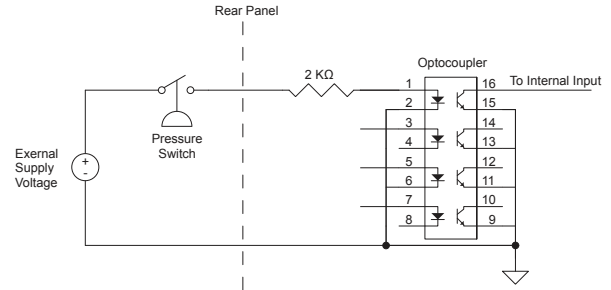 Rear Panel
Optocoupler
2 KΩ
1
16
To Internal Input
2
15
3
14
4
13
5
12
6
11
7
10
8
9
Pressure
Switch
Exernal
Supply
Voltage
+
-